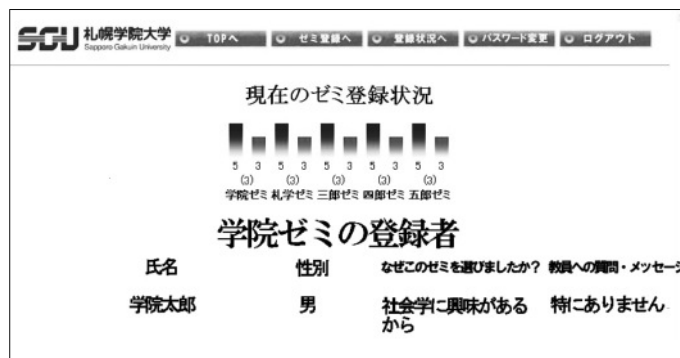 SGU 札幌学院大学
Sapporo Gakuin University
TOPへ ゼミ登録へ 登録状況へ パスワード変更 ログアウト
現在のゼミ登録状況
5 3 5 3 5 3 5 3 5 3
(3) (3) (3) (3) (3)
学院ゼミ 札学ゼミ 三郎ゼミ 四郎ゼミ 五郎ゼミ
学院ゼミの登録者
氏名 性別 なぜこのゼミを選びましたか? 教員への質問・メッセージ
学院太郎 男 社会学に興味がある 特にありません
から